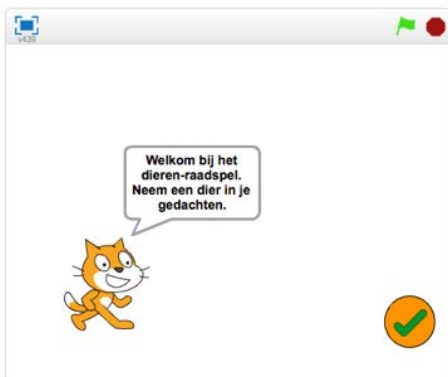 v439
Welkom bij het
dieren-raadspel.
Neem een dier in je
gedachten.